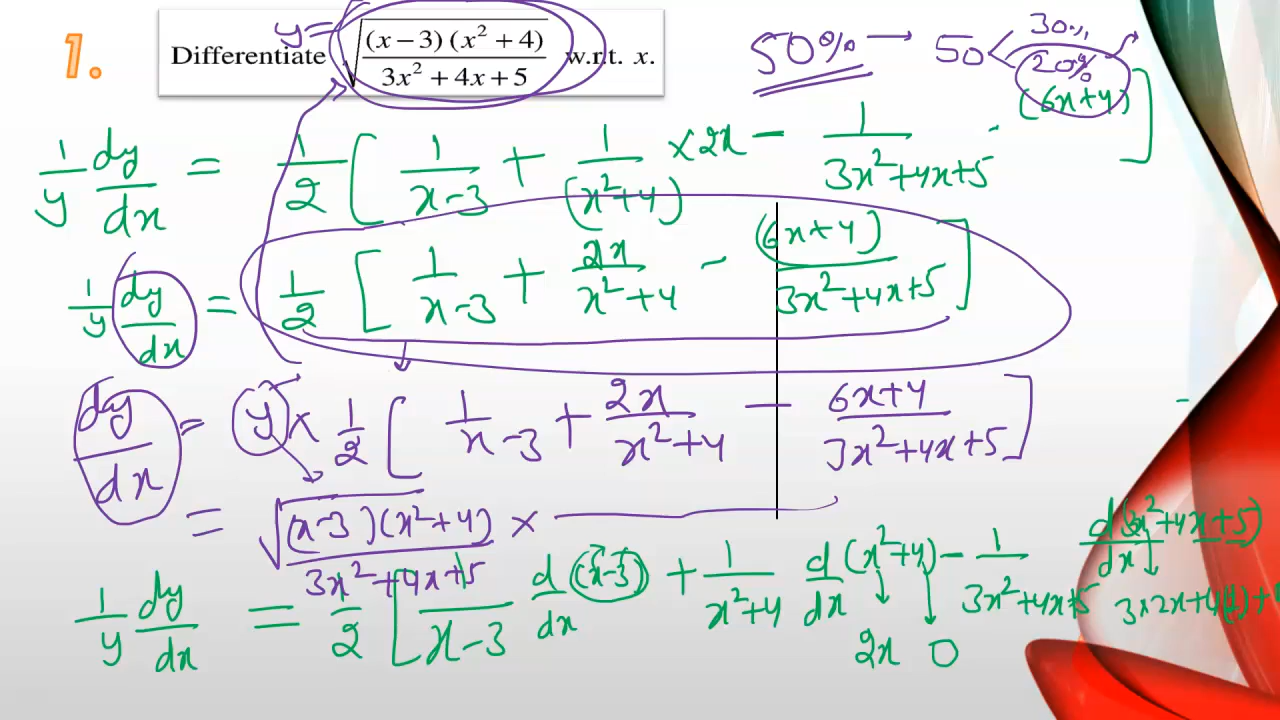 1.
Differentiate √((x−3)(x²+4) / (3x²+4x+5)) w.r.t. x.
y=
50% → 50 < 30%
20% →
1/y dy/dx = 1/2 [ 1/(x-3) + 1/(x²+4) × 2x − 1/(3x²+4x+5) · (6x+4) ]
1/y dy/dx = 1/2 [ 1/(x-3) + 2x/(x²+4) − (6x+4)/(3x²+4x+5) ]
dy/dx = y × 1/2 [ 1/(x-3) + 2x/(x²+4) − 6x+4/(3x²+4x+5) ]
= √((x-3)(x²+4) / (3x²+4x+5)) ×
1/y dy/dx = 1/2 [ 1/(x-3) d/dx (x-3) + 1/(x²+4) d/dx (x²+4) − 1/(3x²+4x+5) d/dx (3x²+4x+5)
2x 0 3×2x+4(1)+